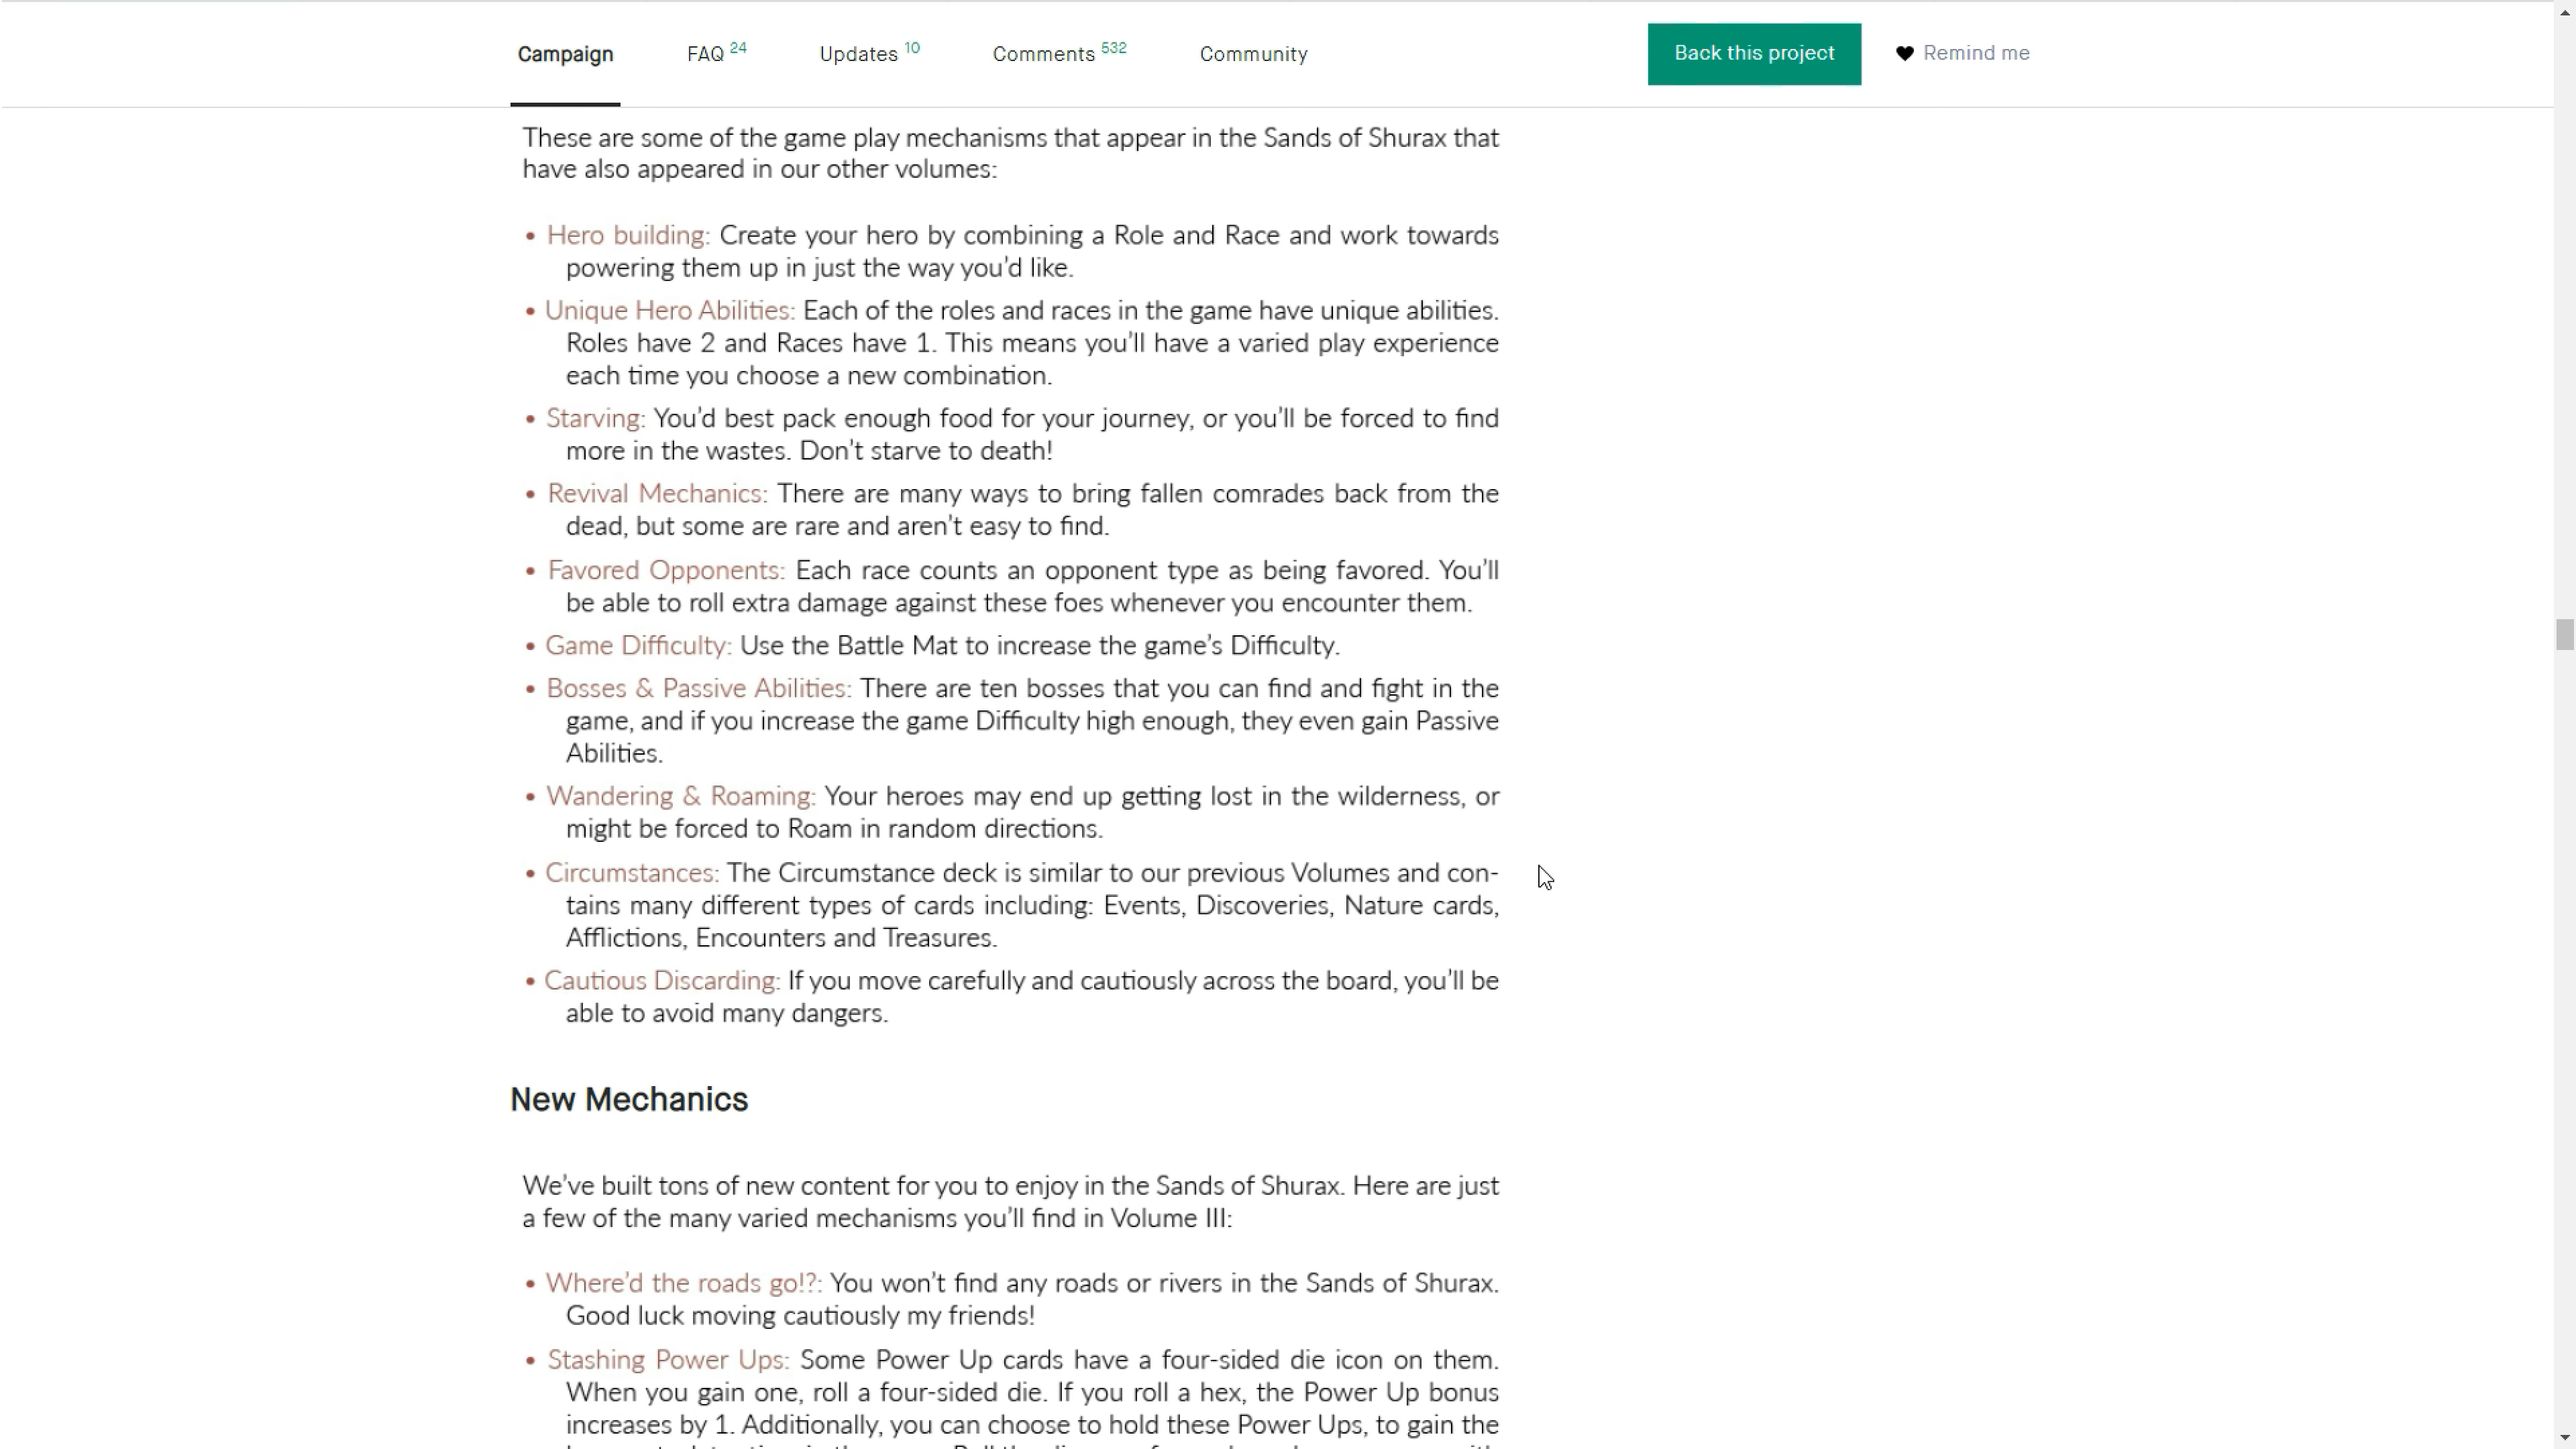 Campaign FAQ 24 Updates 10 Comments 532 Community Back this project Remind me
These are some of the game play mechanisms that appear in the Sands of Shurax that
have also appeared in our other volumes:
• Hero building: Create your hero by combining a Role and Race and work towards
powering them up in just the way you’d like.
• Unique Hero Abilities: Each of the roles and races in the game have unique abilities.
Roles have 2 and Races have 1. This means you’ll have a varied play experience
each time you choose a new combination.
• Starving: You’d best pack enough food for your journey, or you’ll be forced to find
more in the wastes. Don’t starve to death!
• Revival Mechanics: There are many ways to bring fallen comrades back from the
dead, but some are rare and aren’t easy to find.
• Favored Opponents: Each race counts an opponent type as being favored. You’ll
be able to roll extra damage against these foes whenever you encounter them.
• Game Difficulty: Use the Battle Mat to increase the game’s Difficulty.
• Bosses & Passive Abilities: There are ten bosses that you can find and fight in the
game, and if you increase the game Difficulty high enough, they even gain Passive
Abilities.
• Wandering & Roaming: Your heroes may end up getting lost in the wilderness, or
might be forced to Roam in random directions.
• Circumstances: The Circumstance deck is similar to our previous Volumes and con-
tains many different types of cards including: Events, Discoveries, Nature cards,
Afflictions, Encounters and Treasures.
• Cautious Discarding: If you move carefully and cautiously across the board, you’ll be
able to avoid many dangers.
New Mechanics
We’ve built tons of new content for you to enjoy in the Sands of Shurax. Here are just
a few of the many varied mechanisms you’ll find in Volume III:
• Where’d the roads go!?: You won’t find any roads or rivers in the Sands of Shurax.
Good luck moving cautiously my friends!
• Stashing Power Ups: Some Power Up cards have a four-sided die icon on them.
When you gain one, roll a four-sided die. If you roll a hex, the Power Up bonus
increases by 1. Additionally, you can choose to hold these Power Ups, to gain the